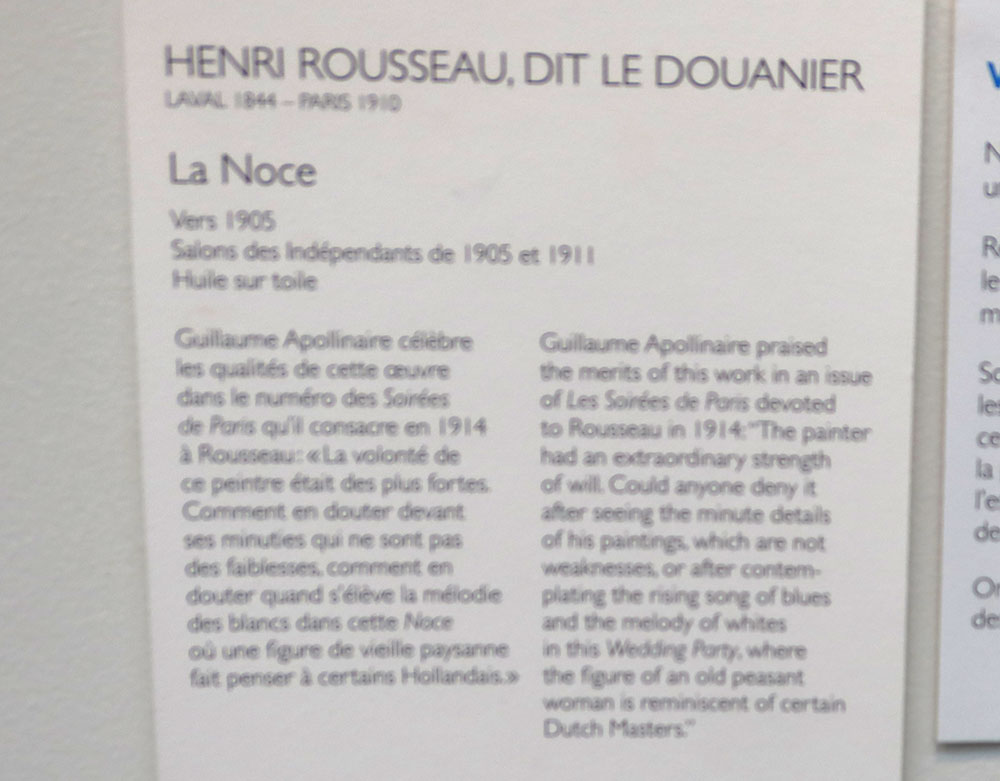 HENRI ROUSSEAU, DIT LE DOUANIER
LAVAL 1844 – PARIS 1910
La Noce
Vers 1905
Salons des Indépendants de 1905 et 1911
Huile sur toile
Guillaume Apollinaire célèbre
les qualités de cette œuvre
dans le numéro des Soirées
de Paris qu'il consacre en 1914
à Rousseau : « La volonté de
ce peintre était des plus fortes.
Comment en douter devant
ses minuties qui ne sont pas
des faiblesses, comment en
douter quand s'élève la mélodie
des blancs dans cette Noce
où une figure de vieille paysanne
fait penser à certains Hollandais.»
Guillaume Apollinaire praised
the merits of this work in an issue
of Les Soirées de Paris devoted
to Rousseau in 1914: "The painter
had an extraordinary strength
of will. Could anyone deny it
after seeing the minute details
of his paintings, which are not
weaknesses, or after contem-
plating the rising song of blues
and the melody of whites
in this Wedding Party, where
the figure of an old peasant
woman is reminiscent of certain
Dutch Masters."